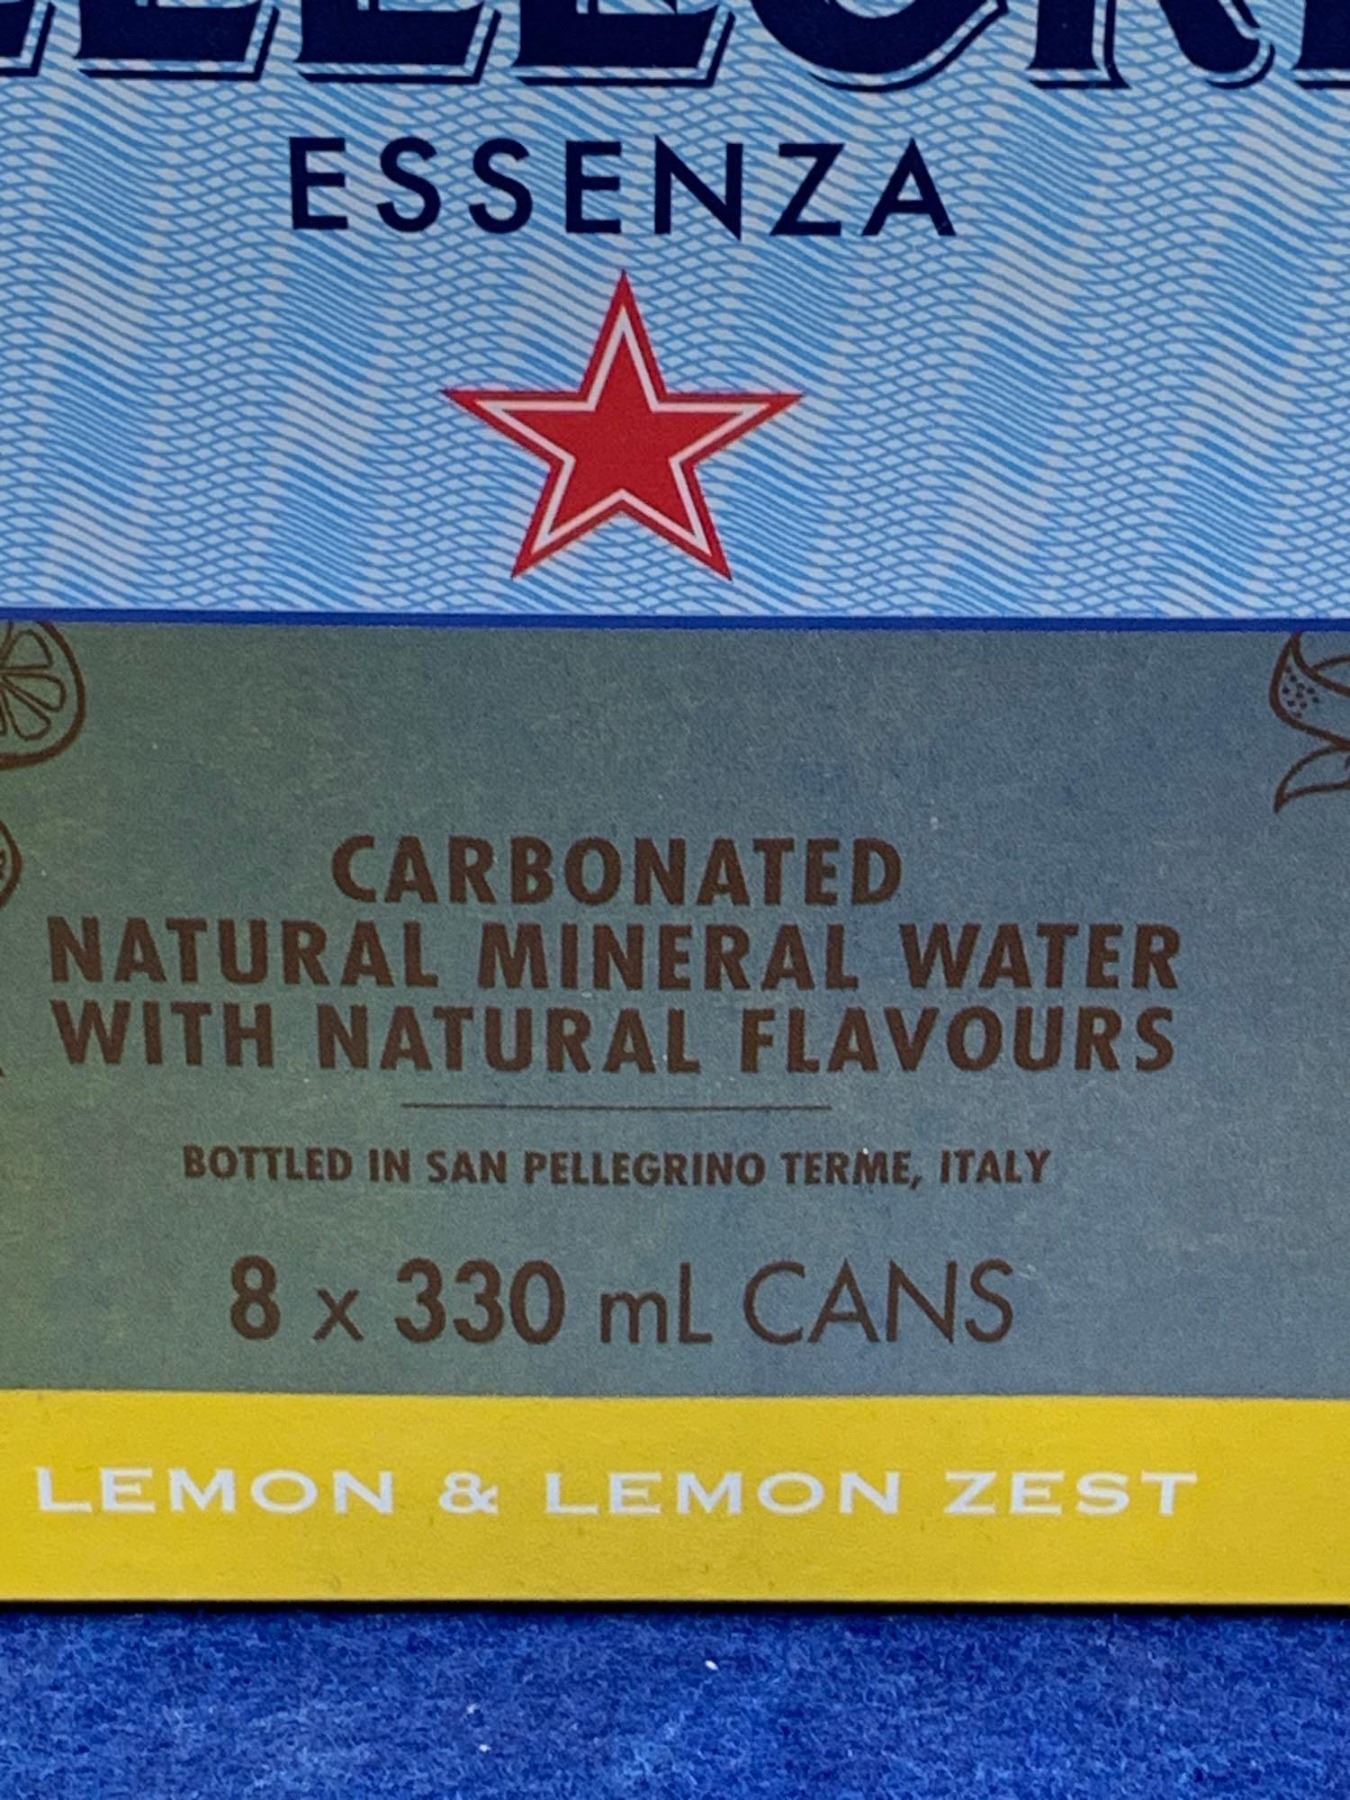 ESSENZA
CARBONATED
NATURAL MINERAL WATER
WITH NATURAL FLAVOURS
BOTTLED IN SAN PELLEGRINO TERME, ITALY
8 x 330 mL CANS
LEMON & LEMON ZEST